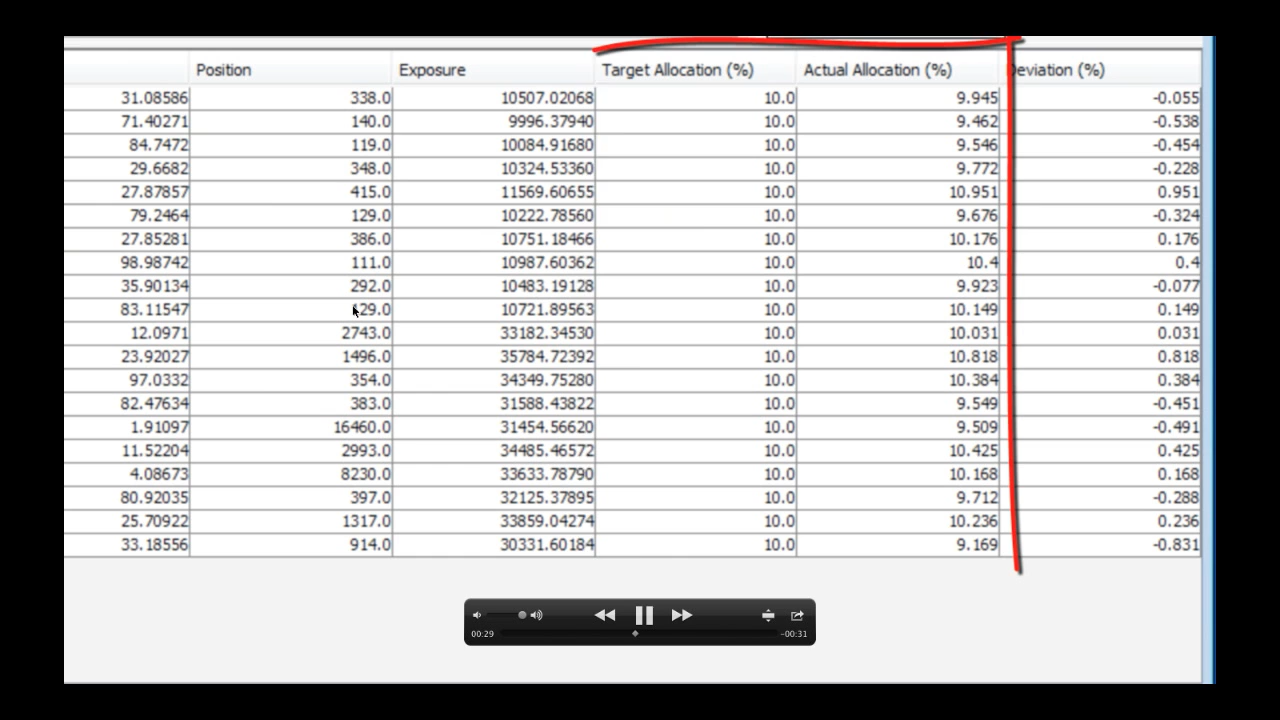 Position Exposure Target Allocation (%) Actual Allocation (%) Deviation (%)
31.08586 338.0 10507.02068 10.0 9.945 -0.055
71.40271 140.0 9996.37940 10.0 9.462 -0.538
84.7472 119.0 10084.91680 10.0 9.546 -0.454
29.6682 348.0 10324.53360 10.0 9.772 -0.228
27.87857 415.0 11569.60655 10.0 10.951 0.951
79.2464 129.0 10222.78560 10.0 9.676 -0.324
27.85281 386.0 10751.18466 10.0 10.176 0.176
98.98742 111.0 10987.60362 10.0 10.4 0.4
35.90134 292.0 10483.19128 10.0 9.923 -0.077
83.11547 129.0 10721.89563 10.0 10.149 0.149
12.0971 2743.0 33182.34530 10.0 10.031 0.031
23.92027 1496.0 35784.72392 10.0 10.818 0.818
97.0332 354.0 34349.75280 10.0 10.384 0.384
82.47634 383.0 31588.43822 10.0 9.549 -0.451
1.91097 16460.0 31454.56620 10.0 9.509 -0.491
11.52204 2993.0 34485.46572 10.0 10.425 0.425
4.08673 8230.0 33633.78790 10.0 10.168 0.168
80.92035 397.0 32125.37895 10.0 9.712 -0.288
25.70922 1317.0 33859.04274 10.0 10.236 0.236
33.18556 914.0 30331.60184 10.0 9.169 -0.831
00:29 -00:31